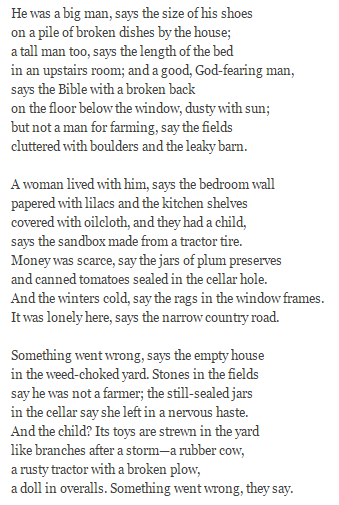 He was a big man, says the size of his shoes
on a pile of broken dishes by the house;
a tall man too, says the length of the bed
in an upstairs room; and a good, God-fearing man,
says the Bible with a broken back
on the floor below the window, dusty with sun;
but not a man for farming, say the fields
cluttered with boulders and the leaky barn.

A woman lived with him, says the bedroom wall
papered with lilacs and the kitchen shelves
covered with oilcloth, and they had a child,
says the sandbox made from a tractor tire.
Money was scarce, say the jars of plum preserves
and canned tomatoes sealed in the cellar hole.
And the winters cold, say the rags in the window frames.
It was lonely here, says the narrow country road.

Something went wrong, says the empty house
in the weed-choked yard. Stones in the fields
say he was not a farmer; the still-sealed jars
in the cellar say she left in a nervous haste.
And the child? Its toys are strewn in the yard
like branches after a storm—a rubber cow,
a rusty tractor with a broken plow,
a doll in overalls. Something went wrong, they say.